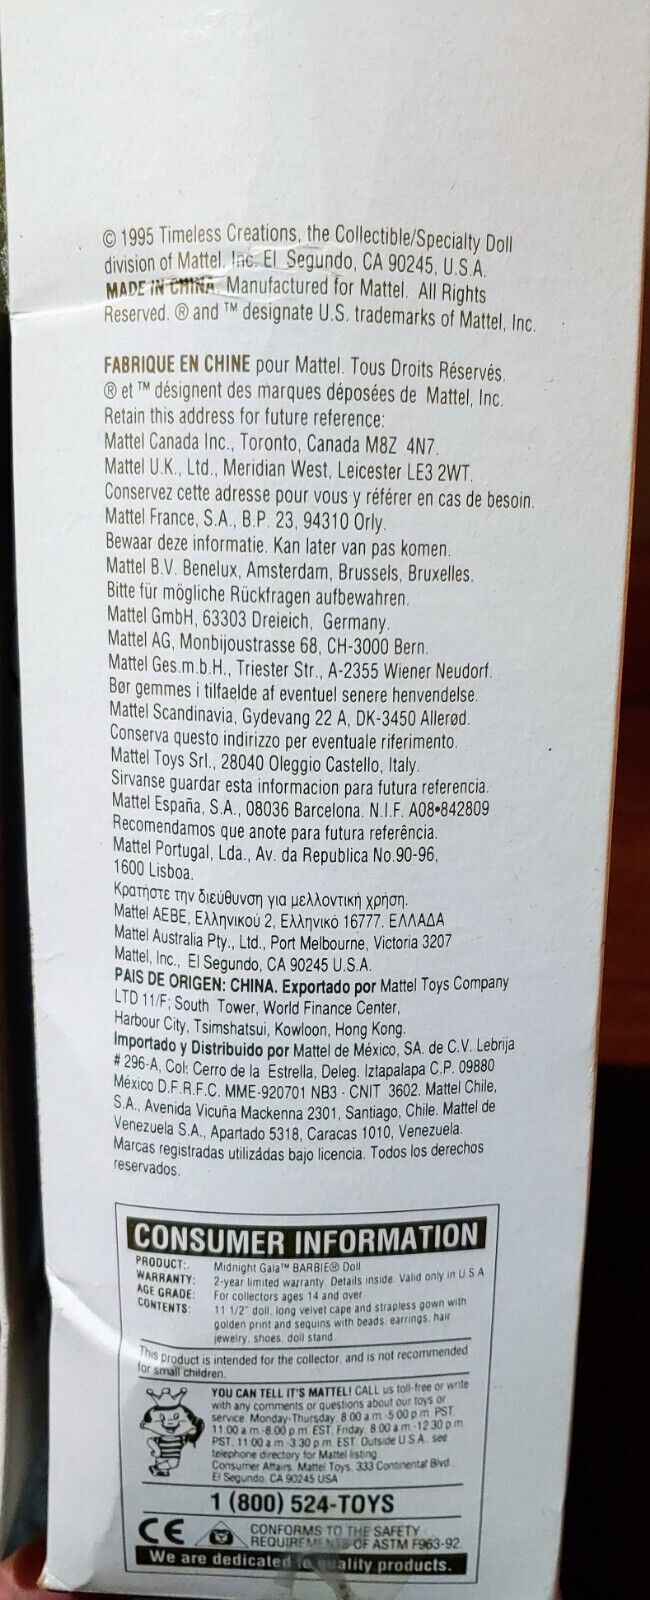 © 1995 Timeless Creations, the Collectible/Specialty Doll
division of Mattel, Inc. El Segundo, CA 90245, U.S.A.
MADE IN CHINA. Manufactured for Mattel. All Rights
Reserved. ® and ™ designate U.S. trademarks of Mattel, Inc.
FABRIQUE EN CHINE pour Mattel. Tous Droits Réservés.
® et ™ désignent des marques déposées de Mattel, Inc.
Retain this address for future reference:
Mattel Canada Inc., Toronto, Canada M8Z 4N7.
Mattel U.K., Ltd., Meridian West, Leicester LE3 2WT.
Conservez cette adresse pour vous y référer en cas de besoin.
Mattel France, S.A., B.P. 23, 94310 Orly.
Bewaar deze informatie. Kan later van pas komen.
Mattel B.V. Benelux, Amsterdam, Brussels, Bruxelles.
Bitte für mögliche Rückfragen aufbewahren.
Mattel GmbH, 63303 Dreieich, Germany.
Mattel AG, Monbijoustrasse 68, CH-3000 Bern.
Mattel Ges.m.b.H., Triester Str., A-2355 Wiener Neudorf.
Bør gemmes i tilfaelde af eventuel senere henvendelse.
Mattel Scandinavia, Gydevang 22 A, DK-3450 Allerød.
Conserva questo indirizzo per eventuale riferimento.
Mattel Toys Srl., 28040 Oleggio Castello, Italy.
Sirvanse guardar esta informacion para futura referencia.
Mattel España, S.A., 08036 Barcelona. N.I.F. A08•842809
Recomendamos que anote para futura referência.
Mattel Portugal, Lda., Av. da Republica No.90-96,
1600 Lisboa.
Κρατήστε την διεύθυνση για μελλοντική χρήση.
Mattel AEBE, Ελληνικού 2, Ελληνικό 16777. ΕΛΛΑΔΑ
Mattel Australia Pty., Ltd., Port Melbourne, Victoria 3207
Mattel, Inc., El Segundo, CA 90245 U.S.A.
PAIS DE ORIGEN: CHINA. Exportado por Mattel Toys Company
LTD 11/F; South Tower, World Finance Center,
Harbour City, Tsimshatsui, Kowloon, Hong Kong.
Importado y Distribuido por Mattel de México, SA. de C.V. Lebrija
# 296-A, Col: Cerro de la Estrella, Deleg. Iztapalapa C.P. 09880
México D.F.R.F.C. MME-920701 NB3 - CNIT 3602. Mattel Chile,
S.A., Avenida Vicuña Mackenna 2301, Santiago, Chile. Mattel de
Venezuela S.A., Apartado 5318, Caracas 1010, Venezuela.
Marcas registradas utilizádas bajo licencia. Todos los derechos
reservados.
CONSUMER INFORMATION
PRODUCT: Midnight Gala™ BARBIE® Doll
WARRANTY: 2-year limited warranty. Details inside. Valid only in U.S.A
AGE GRADE: For collectors ages 14 and over
CONTENTS: 11 1/2" doll, long velvet cape and strapless gown with
golden print and sequins with beads, earrings, hair
jewelry, shoes, doll stand
This product is intended for the collector, and is not recommended
for small children.
YOU CAN TELL IT'S MATTEL! CALL us toll-free or write
with any comments or questions about our toys or
service. Monday-Thursday, 8:00 a.m.-5:00 p.m. PST,
11:00 a.m.-8:00 p.m. EST, Friday, 8:00 a.m.-12:30 p.m.
PST, 11:00 a.m.-3:30 p.m. EST. Outside U.S.A. see
telephone directory for Mattel listing
Consumer Affairs, Mattel Toys, 333 Continental Blvd.,
El Segundo, CA 90245 USA
1 (800) 524-TOYS
CE CONFORMS TO THE SAFETY
REQUIREMENTS OF ASTM F963-92.
We are dedicated to quality products.